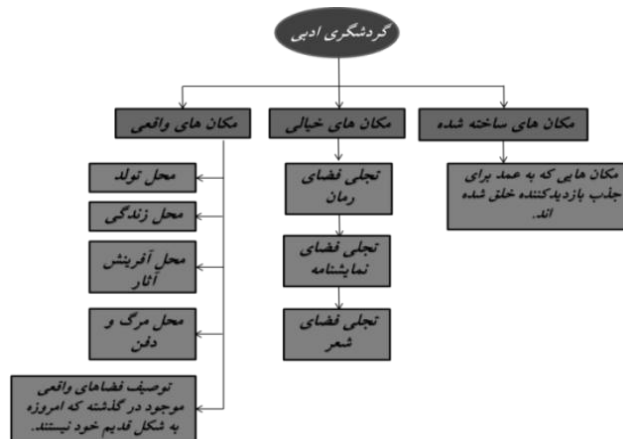 گردشگری ادبی
مکان های ساخته شده
مکان های خیالی
مکان های واقعی
مکان هایی که به عمد برای
جذب بازدیدکننده خلق شده
اند.
تجلی فضای
رمان
تجلی فضای
نمایشنامه
تجلی فضای
شعر
محل تولد
محل زندگی
محل آفرینش
آثار
محل مرگ و
دفن
توصیف فضاهای واقعی
موجود در گذشته که امروزه
به شکل قدیم خود نیستند.